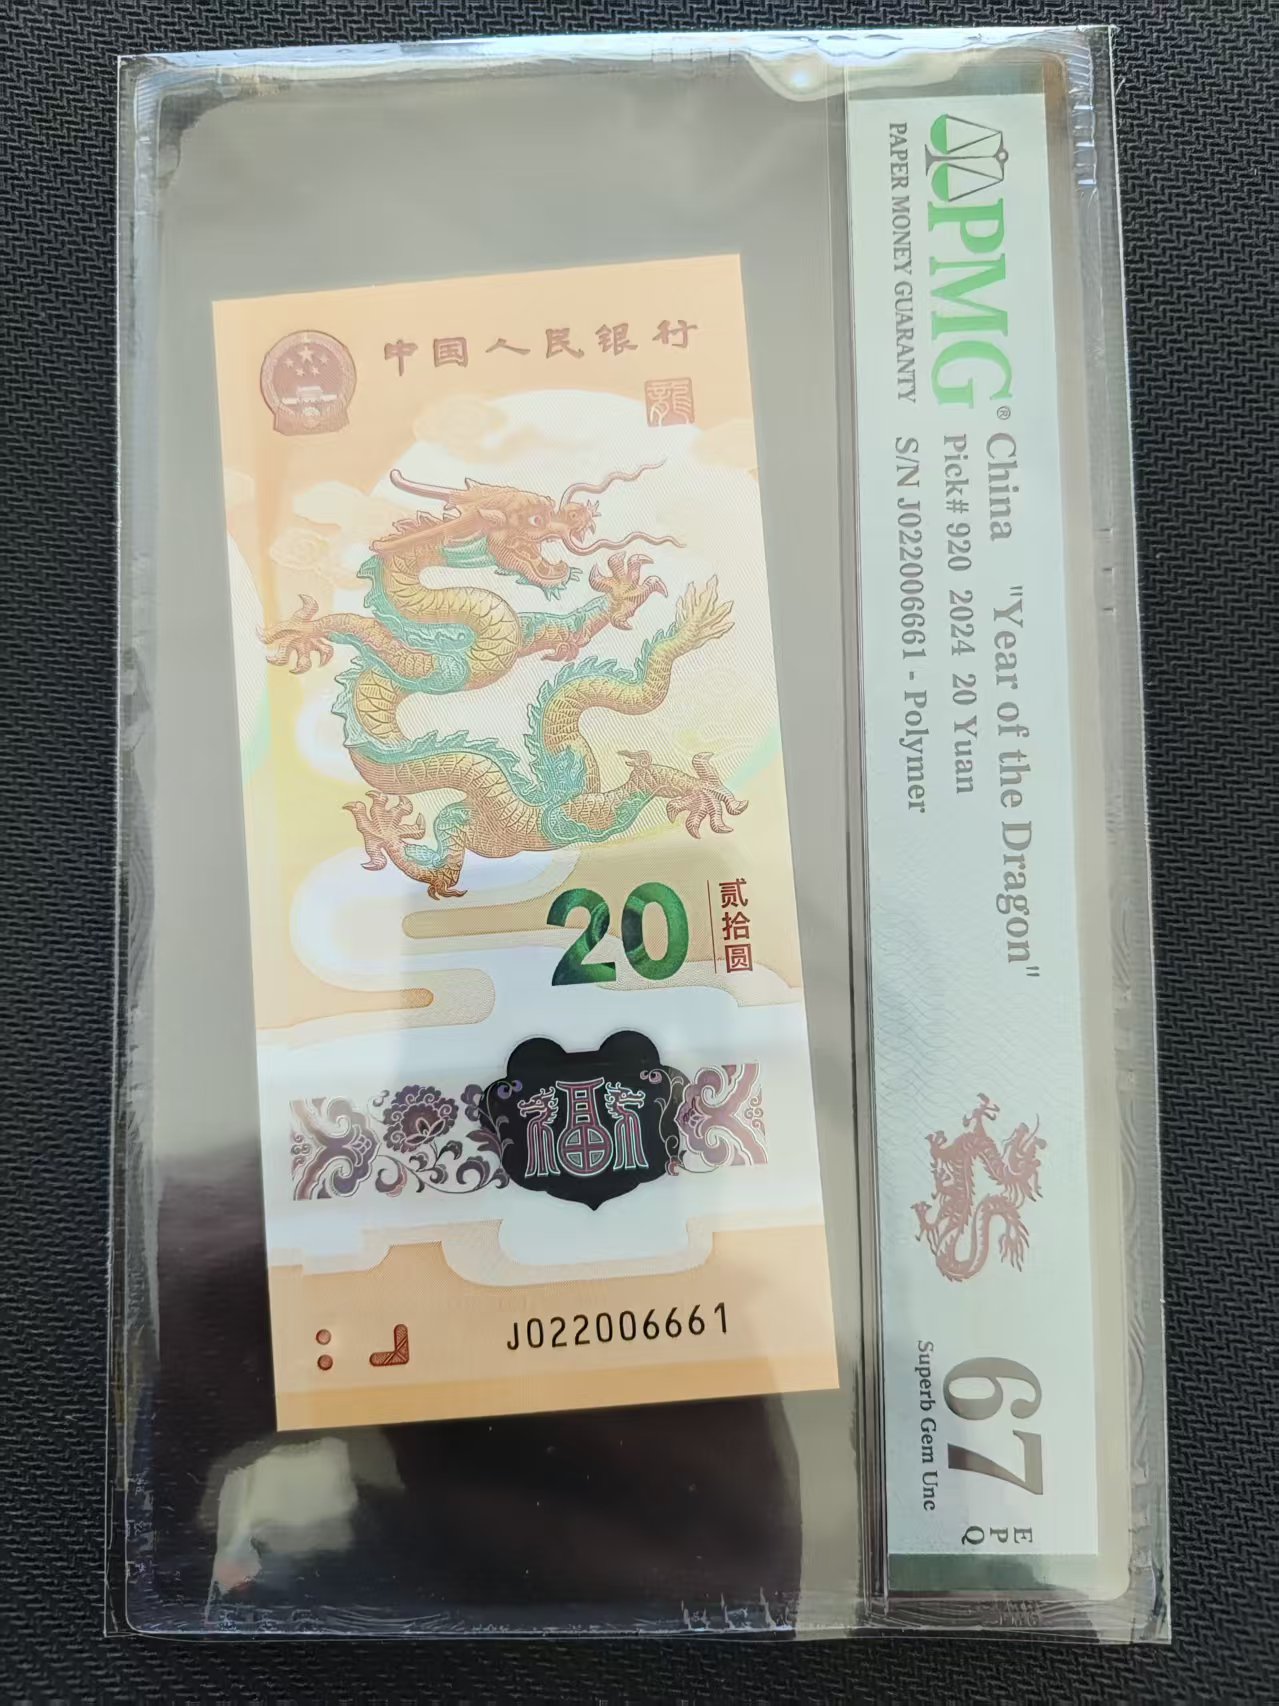 中国人民银行
龍
20
贰拾圆
福
J022006661
PMG®
PAPER MONEY GUARANTY
China "Year of the Dragon"
Pick# 920 2024 20 Yuan
S/N J022006661 - Polymer
67 EPQ
Superb Gem Unc